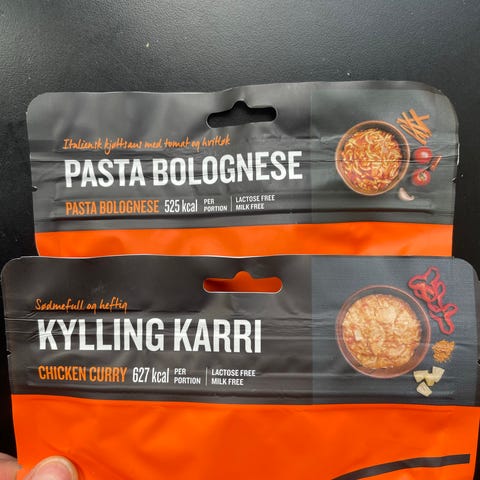 Italiensk kjøttsaus med tomat og hvitløk
PASTA BOLOGNESE
PASTA BOLOGNESE 525 kcal PER PORTION LACTOSE FREE MILK FREE
Sødmefull og heftig
KYLLING KARRI
CHICKEN CURRY 627 kcal PER PORTION LACTOSE FREE MILK FREE